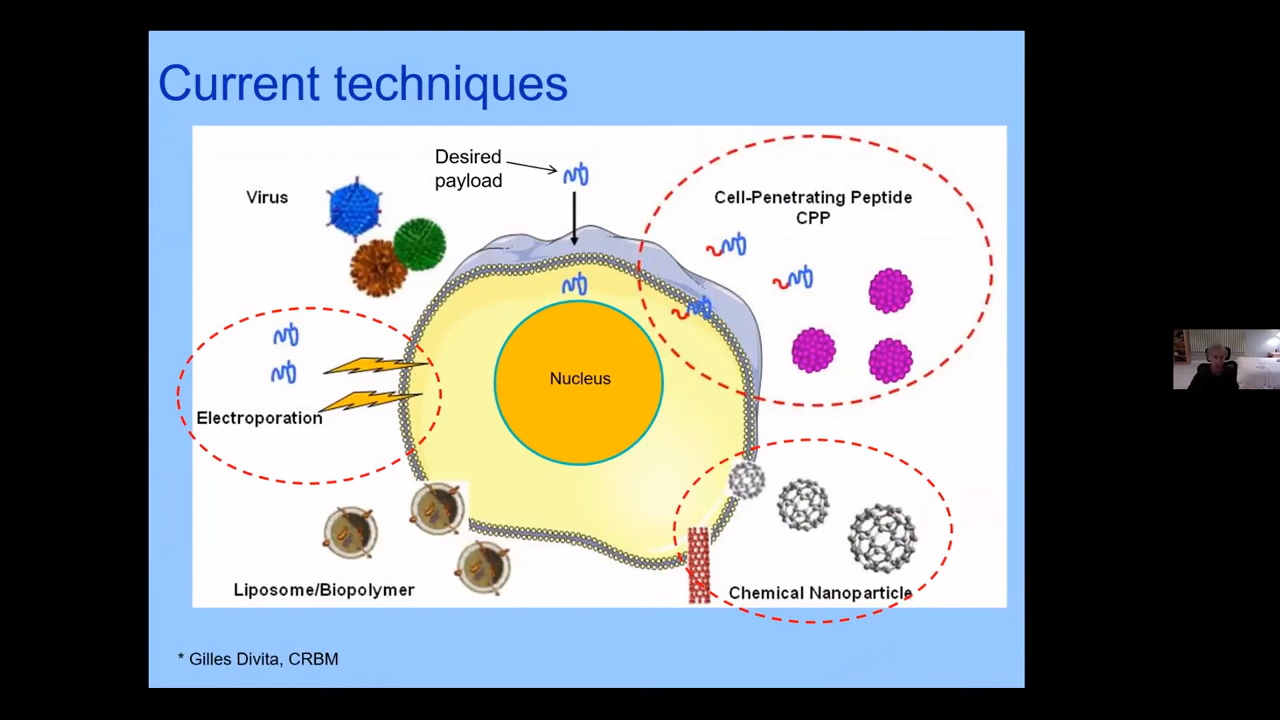 Current techniques
Desired
payload
Virus
Cell-Penetrating Peptide
CPP
Nucleus
Electroporation
Liposome/Biopolymer
Chemical Nanoparticle
* Gilles Divita, CRBM